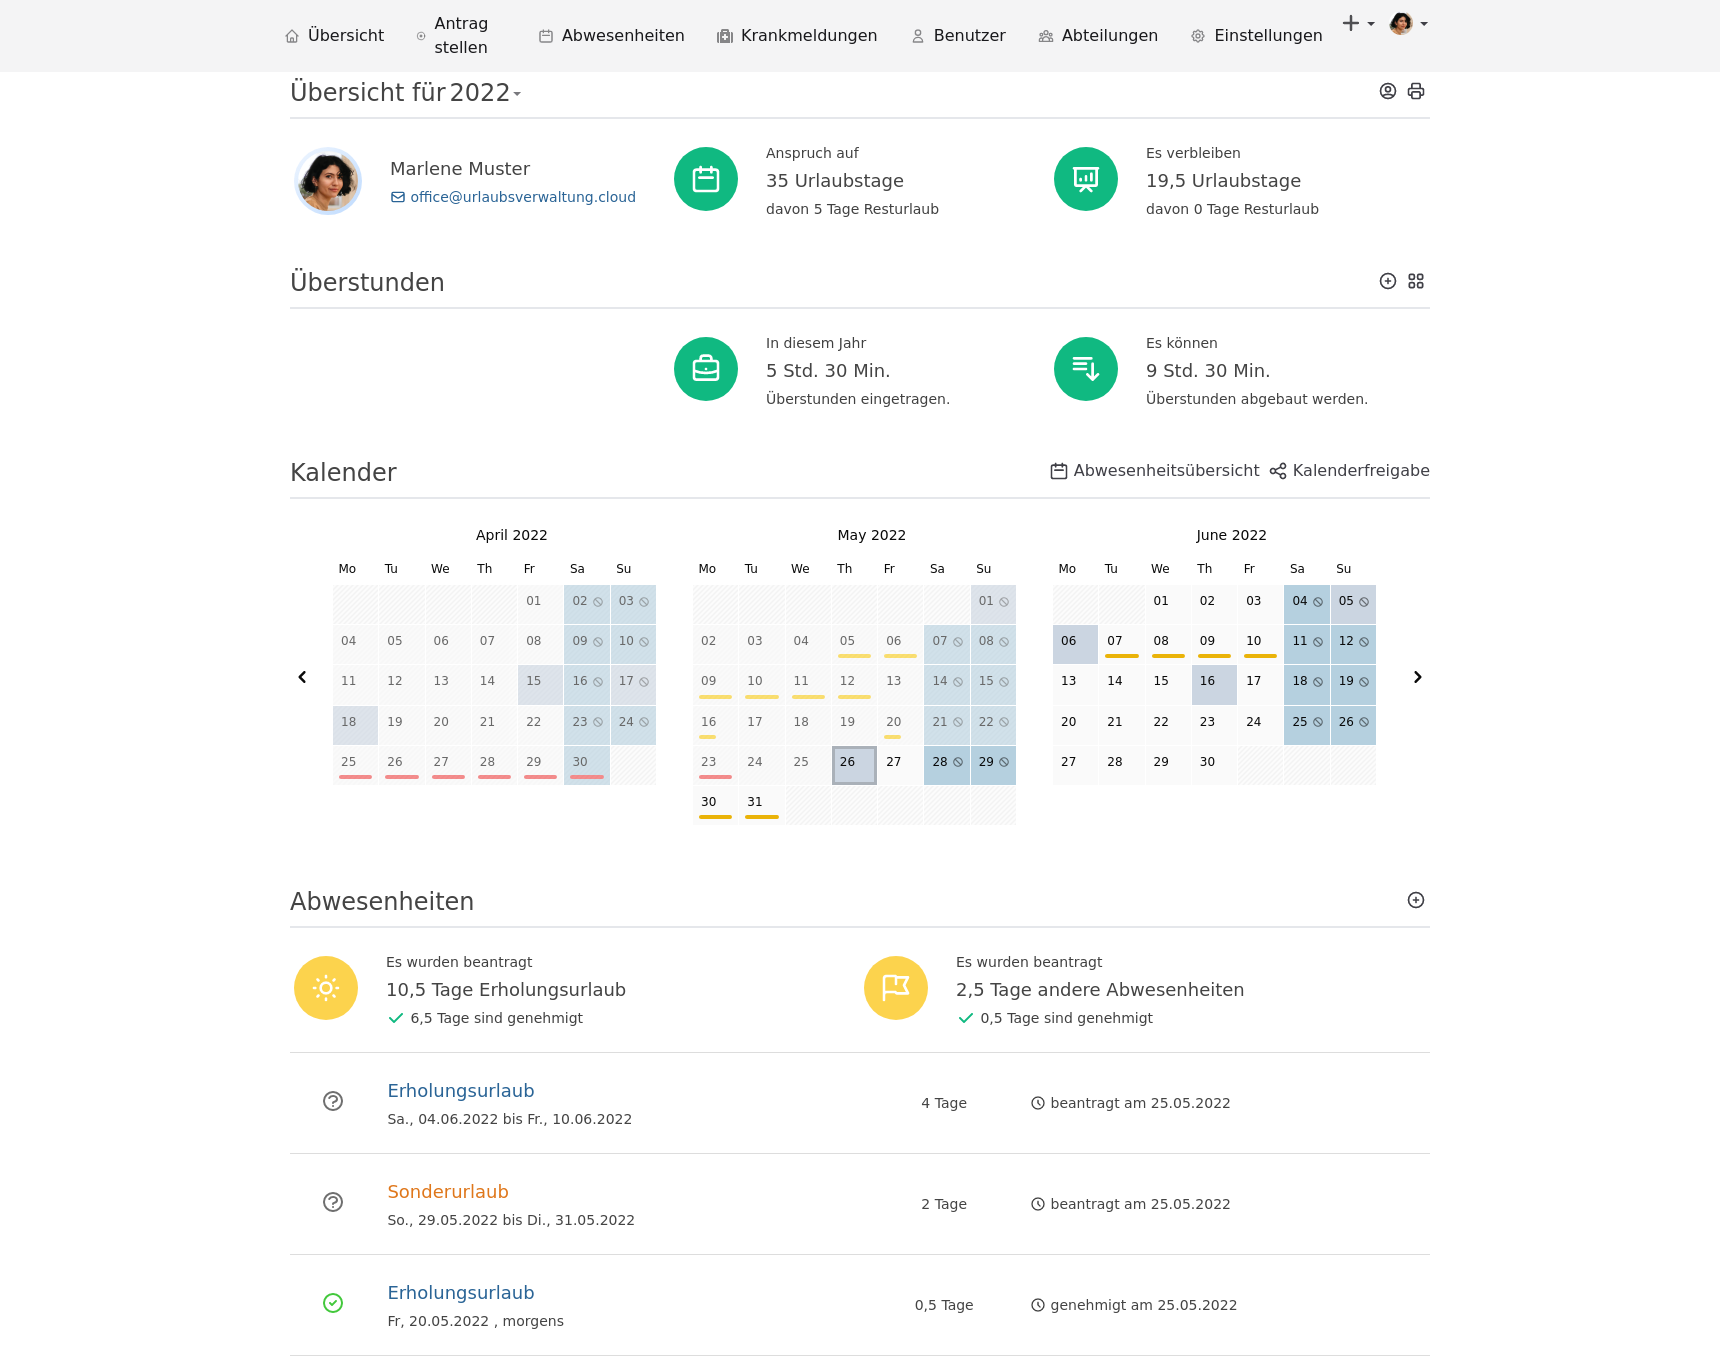 Übersicht
Antrag
stellen
Abwesenheiten
Krankmeldungen
Benutzer
Abteilungen
Einstellungen
Übersicht für 2022
Marlene Muster
office@urlaubsverwaltung.cloud
Anspruch auf
35 Urlaubstage
davon 5 Tage Resturlaub
Es verbleiben
19,5 Urlaubstage
davon 0 Tage Resturlaub
Überstunden
In diesem Jahr
5 Std. 30 Min.
Überstunden eingetragen.
Es können
9 Std. 30 Min.
Überstunden abgebaut werden.
Kalender
Abwesenheitsübersicht
Kalenderfreigabe
April 2022
Mo Tu We Th Fr Sa Su
01 02 03
04 05 06 07 08 09 10
11 12 13 14 15 16 17
18 19 20 21 22 23 24
25 26 27 28 29 30
May 2022
Mo Tu We Th Fr Sa Su
01
02 03 04 05 06 07 08
09 10 11 12 13 14 15
16 17 18 19 20 21 22
23 24 25 26 27 28 29
30 31
June 2022
Mo Tu We Th Fr Sa Su
01 02 03 04 05
06 07 08 09 10 11 12
13 14 15 16 17 18 19
20 21 22 23 24 25 26
27 28 29 30
Abwesenheiten
Es wurden beantragt
10,5 Tage Erholungsurlaub
6,5 Tage sind genehmigt
Es wurden beantragt
2,5 Tage andere Abwesenheiten
0,5 Tage sind genehmigt
Erholungsurlaub
Sa., 04.06.2022 bis Fr., 10.06.2022
4 Tage
beantragt am 25.05.2022
Sonderurlaub
So., 29.05.2022 bis Di., 31.05.2022
2 Tage
beantragt am 25.05.2022
Erholungsurlaub
Fr, 20.05.2022 , morgens
0,5 Tage
genehmigt am 25.05.2022